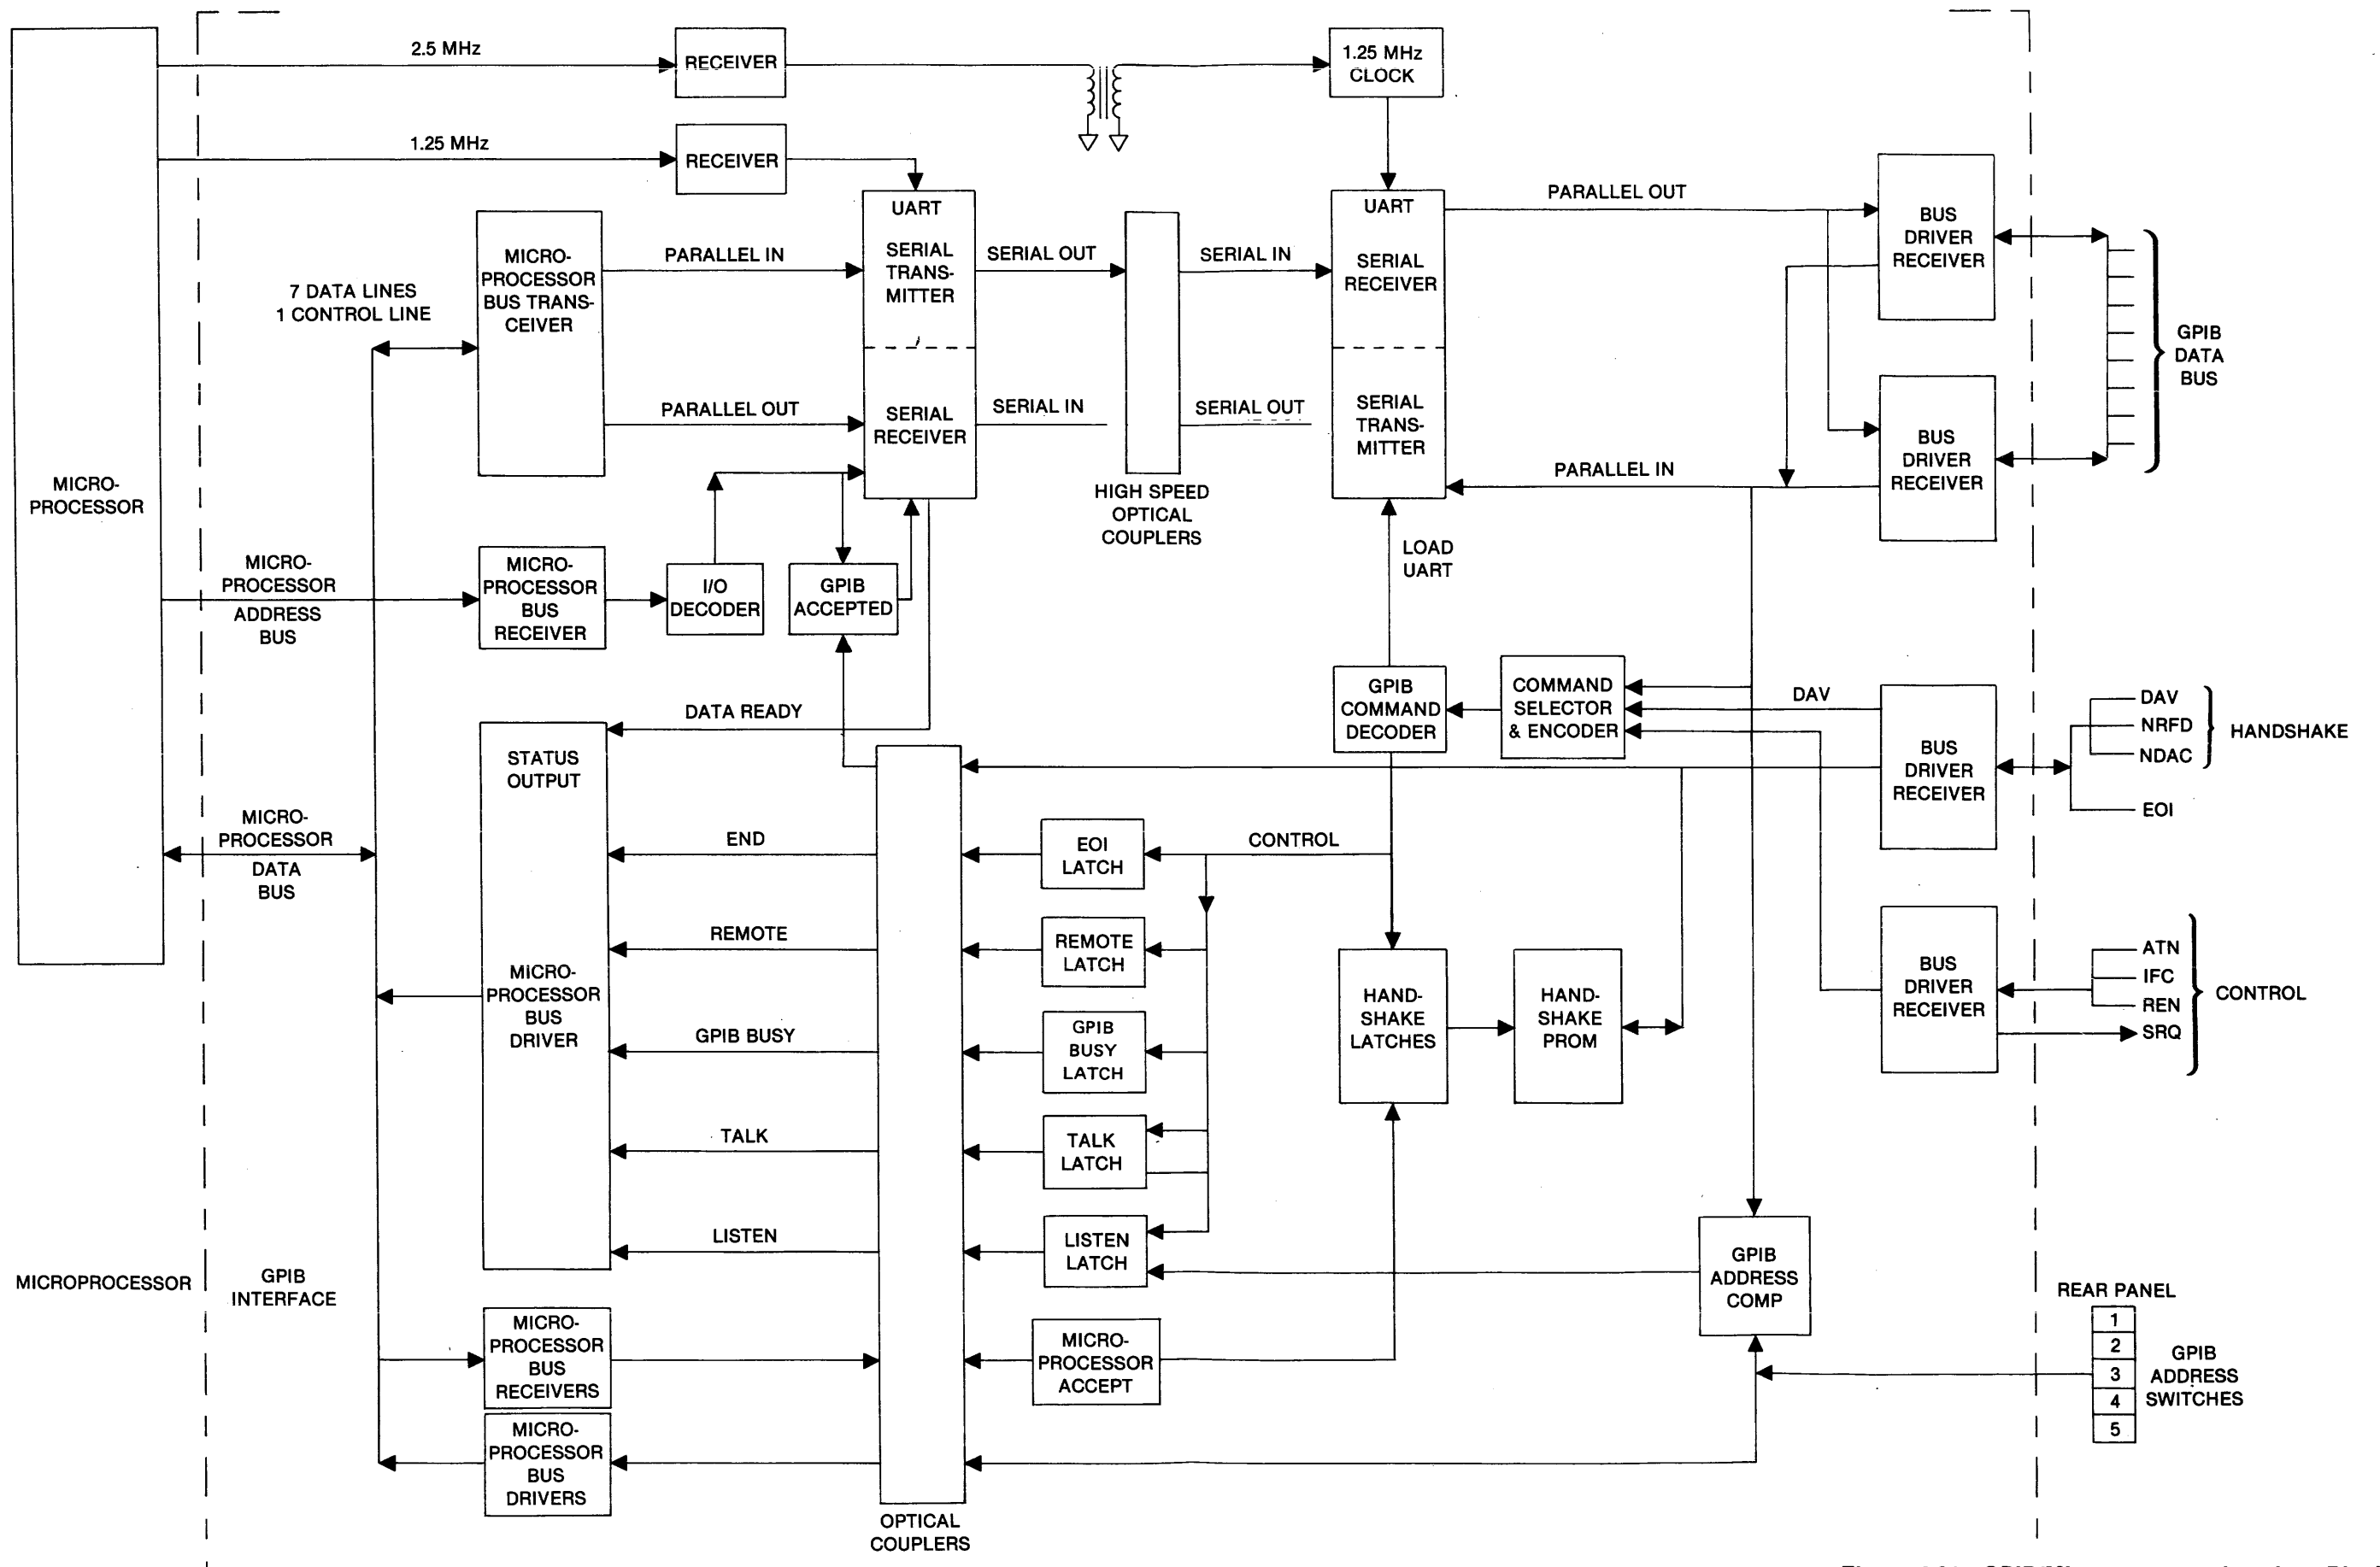 2.5 MHz
RECEIVER
1.25 MHz
CLOCK
1.25 MHz
RECEIVER
UART
SERIAL
TRANS-
MITTER
SERIAL
RECEIVER
UART
SERIAL
RECEIVER
SERIAL
TRANS-
MITTER
PARALLEL OUT
BUS
DRIVER
RECEIVER
MICRO-
PROCESSOR
BUS TRANS-
CEIVER
PARALLEL IN
SERIAL OUT
SERIAL IN
7 DATA LINES
1 CONTROL LINE
GPIB
DATA
BUS
PARALLEL OUT
SERIAL IN
SERIAL OUT
BUS
DRIVER
RECEIVER
PARALLEL IN
MICRO-
PROCESSOR
HIGH SPEED
OPTICAL
COUPLERS
LOAD
UART
MICRO-
PROCESSOR
ADDRESS
BUS
MICRO-
PROCESSOR
BUS
RECEIVER
I/O
DECODER
GPIB
ACCEPTED
GPIB
COMMAND
DECODER
COMMAND
SELECTOR
& ENCODER
DAV
BUS
DRIVER
RECEIVER
DAV
NRFD
NDAC
HANDSHAKE
EOI
DATA READY
STATUS
OUTPUT
MICRO-
PROCESSOR
BUS
DRIVER
MICRO-
PROCESSOR
DATA
BUS
END
EOI
LATCH
CONTROL
REMOTE
REMOTE
LATCH
HAND-
SHAKE
LATCHES
HAND-
SHAKE
PROM
BUS
DRIVER
RECEIVER
ATN
IFC
REN
SRQ
CONTROL
GPIB BUSY
GPIB
BUSY
LATCH
TALK
TALK
LATCH
LISTEN
LISTEN
LATCH
GPIB
ADDRESS
COMP
MICROPROCESSOR
GPIB
INTERFACE
REAR PANEL
1
2
3
4
5
GPIB
ADDRESS
SWITCHES
MICRO-
PROCESSOR
BUS
RECEIVERS
MICRO-
PROCESSOR
ACCEPT
MICRO-
PROCESSOR
BUS
DRIVERS
OPTICAL
COUPLERS